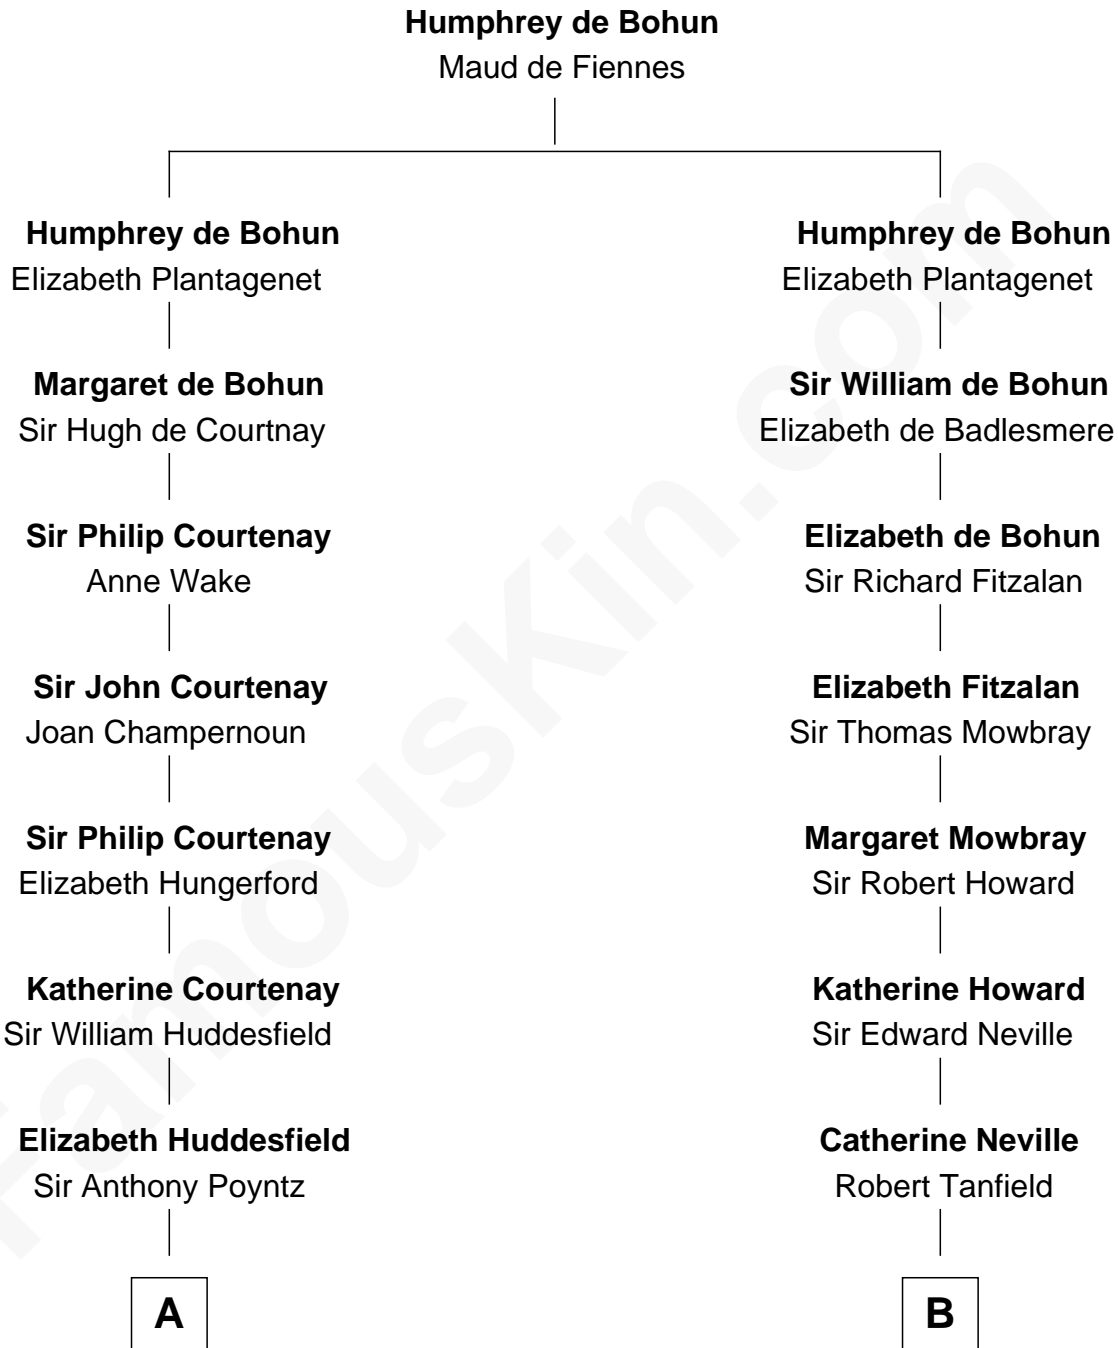 Humphrey de Bohun
Maud de Fiennes
Humphrey de Bohun
Elizabeth Plantagenet
Margaret de Bohun
Sir Hugh de Courtnay
Sir Philip Courtenay
Anne Wake
Sir John Courtenay
Joan Champernoun
Sir Philip Courtenay
Elizabeth Hungerford
Katherine Courtenay
Sir William Huddesfield
Elizabeth Huddesfield
Sir Anthony Poyntz
A
Humphrey de Bohun
Elizabeth Plantagenet
Sir William de Bohun
Elizabeth de Badlesmere
Elizabeth de Bohun
Sir Richard Fitzalan
Elizabeth Fitzalan
Sir Thomas Mowbray
Margaret Mowbray
Sir Robert Howard
Katherine Howard
Sir Edward Neville
Catherine Neville
Robert Tanfield
B
FamousKin.com